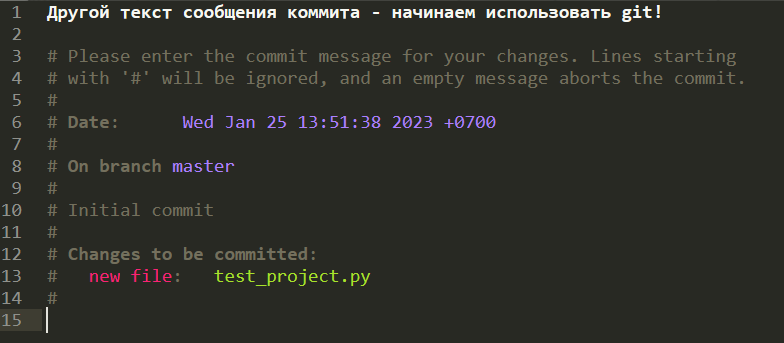 1 Другой текст сообщения коммита - начинаем использовать git!
2
3 # Please enter the commit message for your changes. Lines starting
4 # with '#' will be ignored, and an empty message aborts the commit.
5 #
6 # Date:      Wed Jan 25 13:51:38 2023 +0700
7 #
8 # On branch master
9 #
10 # Initial commit
11 #
12 # Changes to be committed:
13 #   new file:   test_project.py
14 #
15